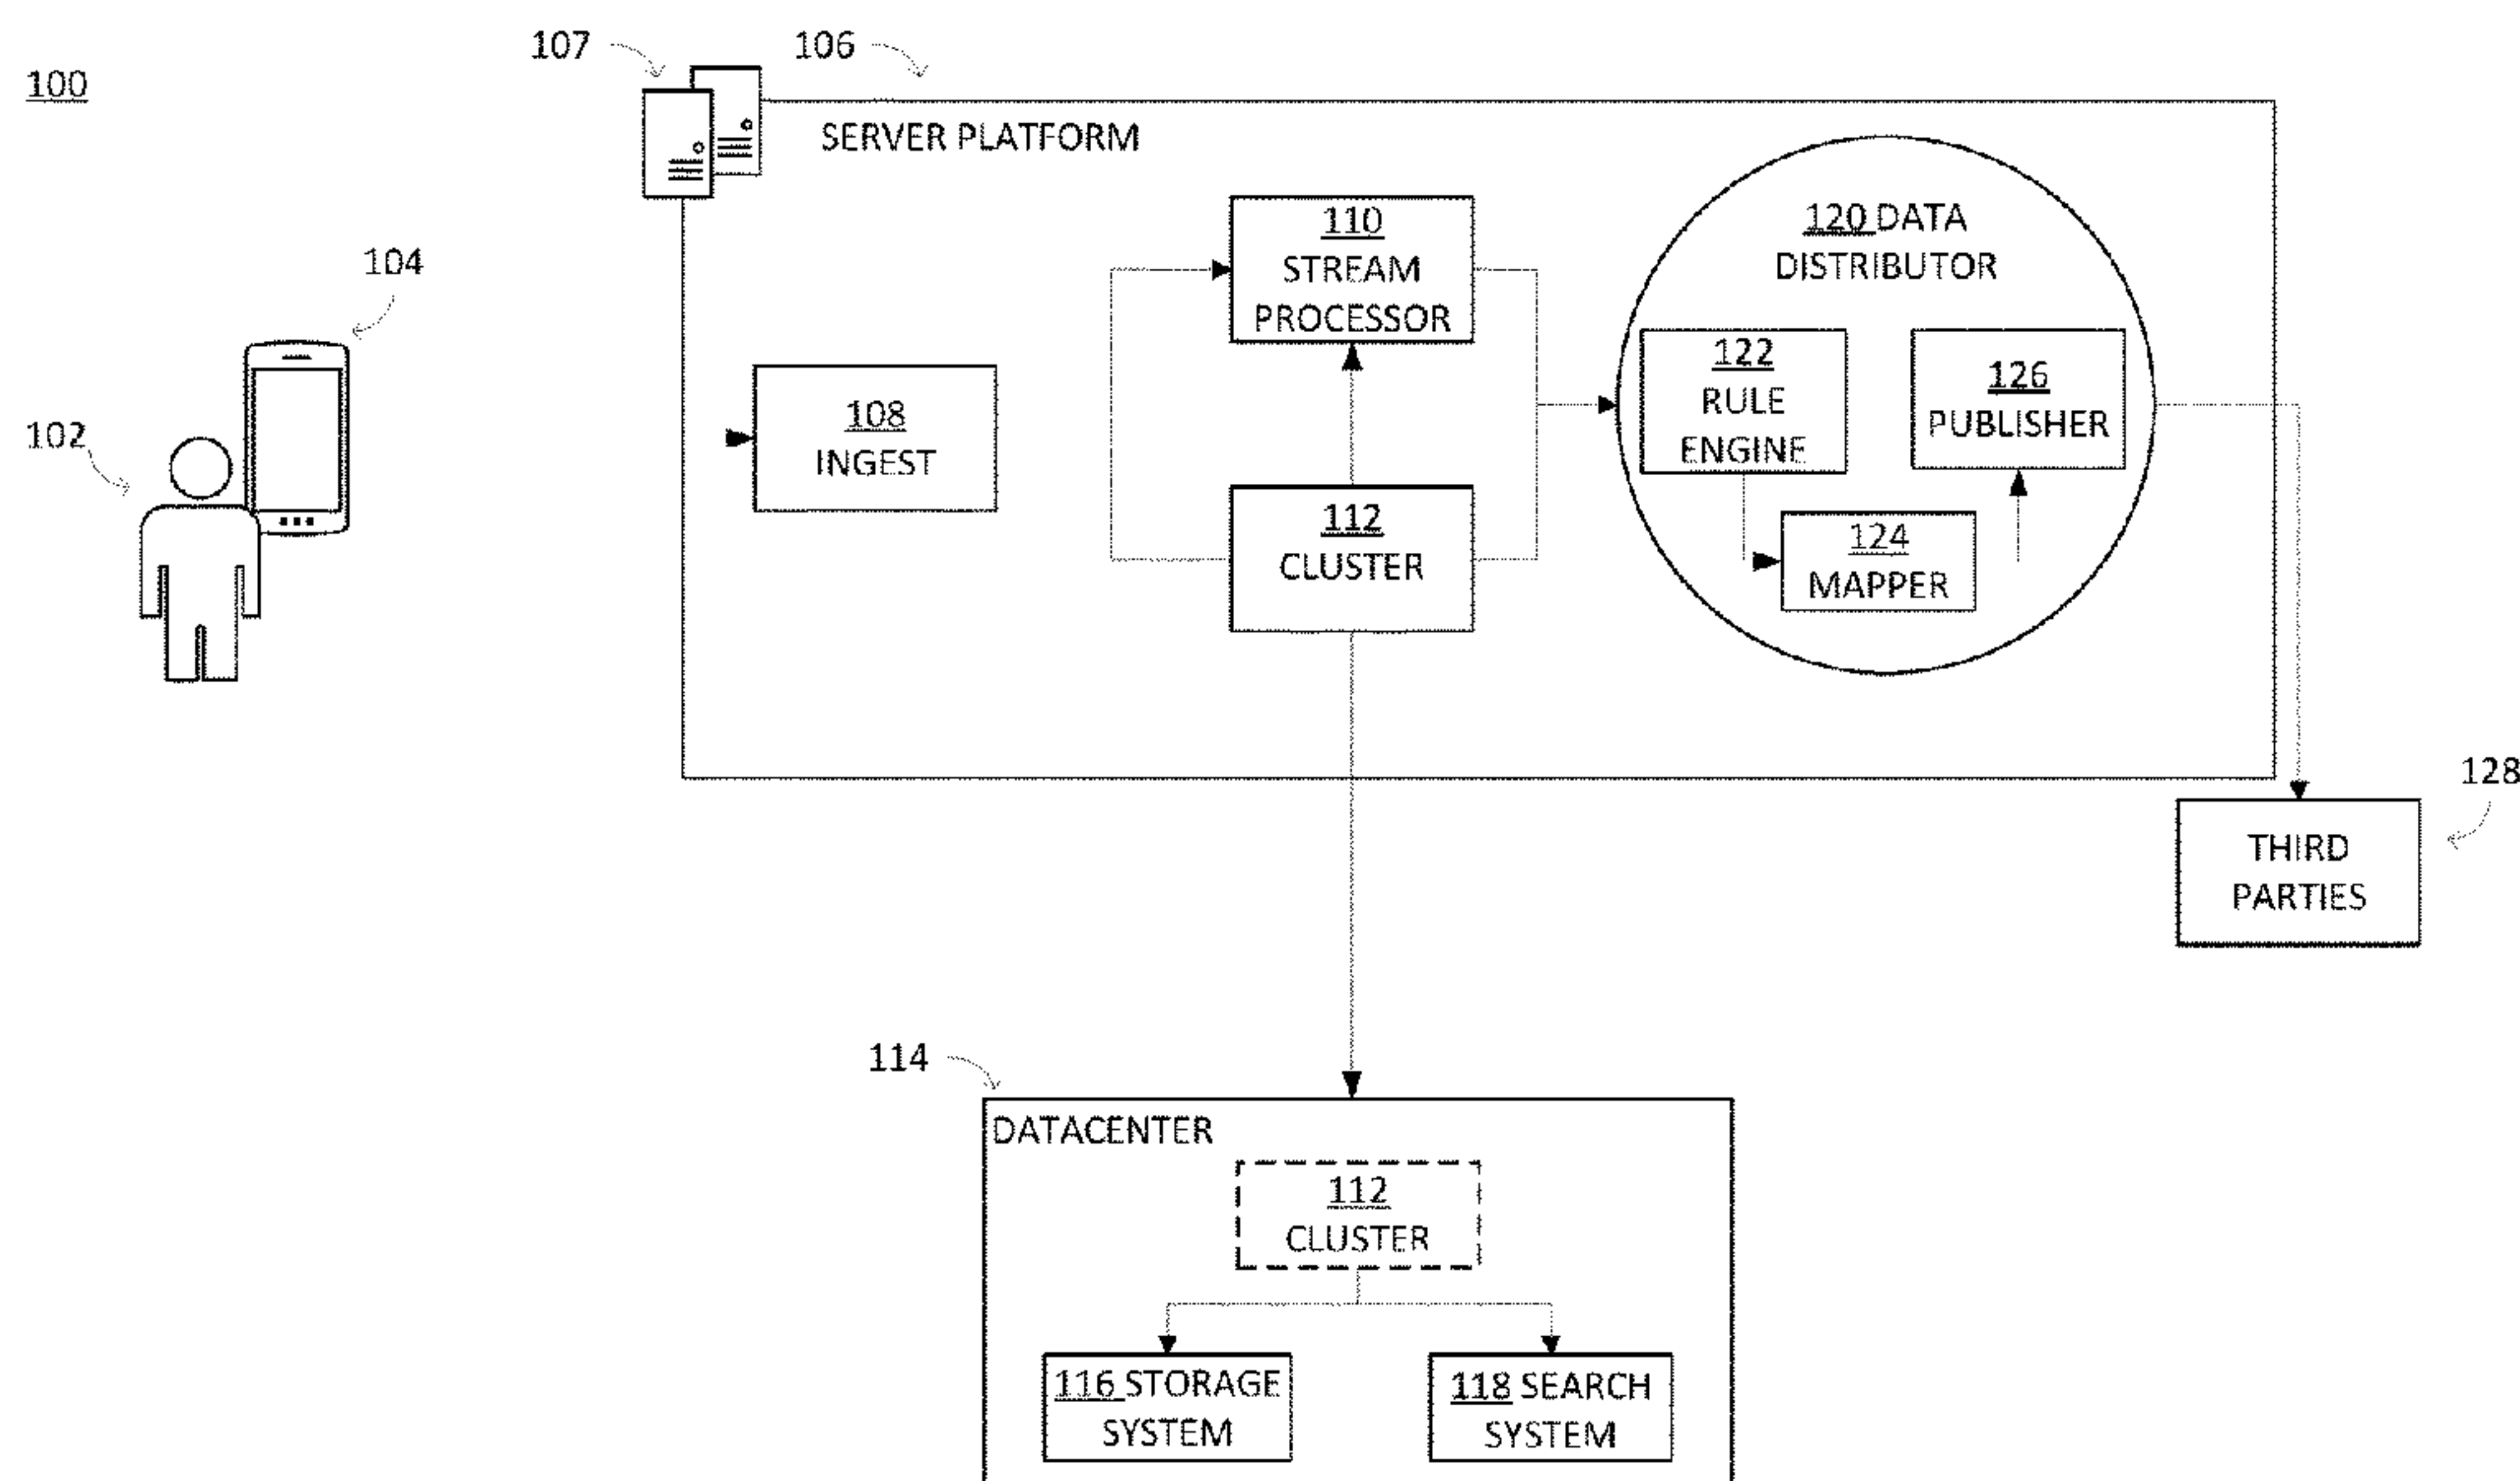 100
107
106
SERVER PLATFORM
104
102
108
INGEST
110
STREAM
PROCESSOR
112
CLUSTER
120 DATA
DISTRIBUTOR
122
RULE
ENGINE
124
MAPPER
126
PUBLISHER
128
THIRD
PARTIES
114
DATACENTER
112
CLUSTER
116 STORAGE
SYSTEM
118 SEARCH
SYSTEM